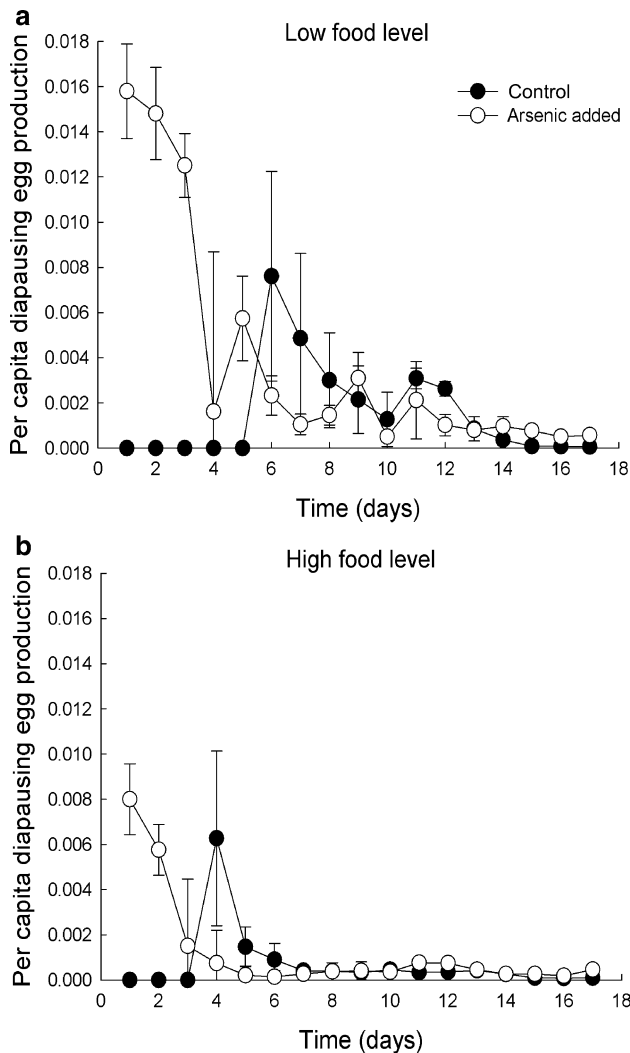 a
Low food level
Control
Arsenic added
Per capita diapausing egg production
0.018
0.016
0.014
0.012
0.010
0.008
0.006
0.004
0.002
0.000
0 2 4 6 8 10 12 14 16 18
Time (days)
b
High food level
Per capita diapausing egg production
0.018
0.016
0.014
0.012
0.010
0.008
0.006
0.004
0.002
0.000
0 2 4 6 8 10 12 14 16 18
Time (days)